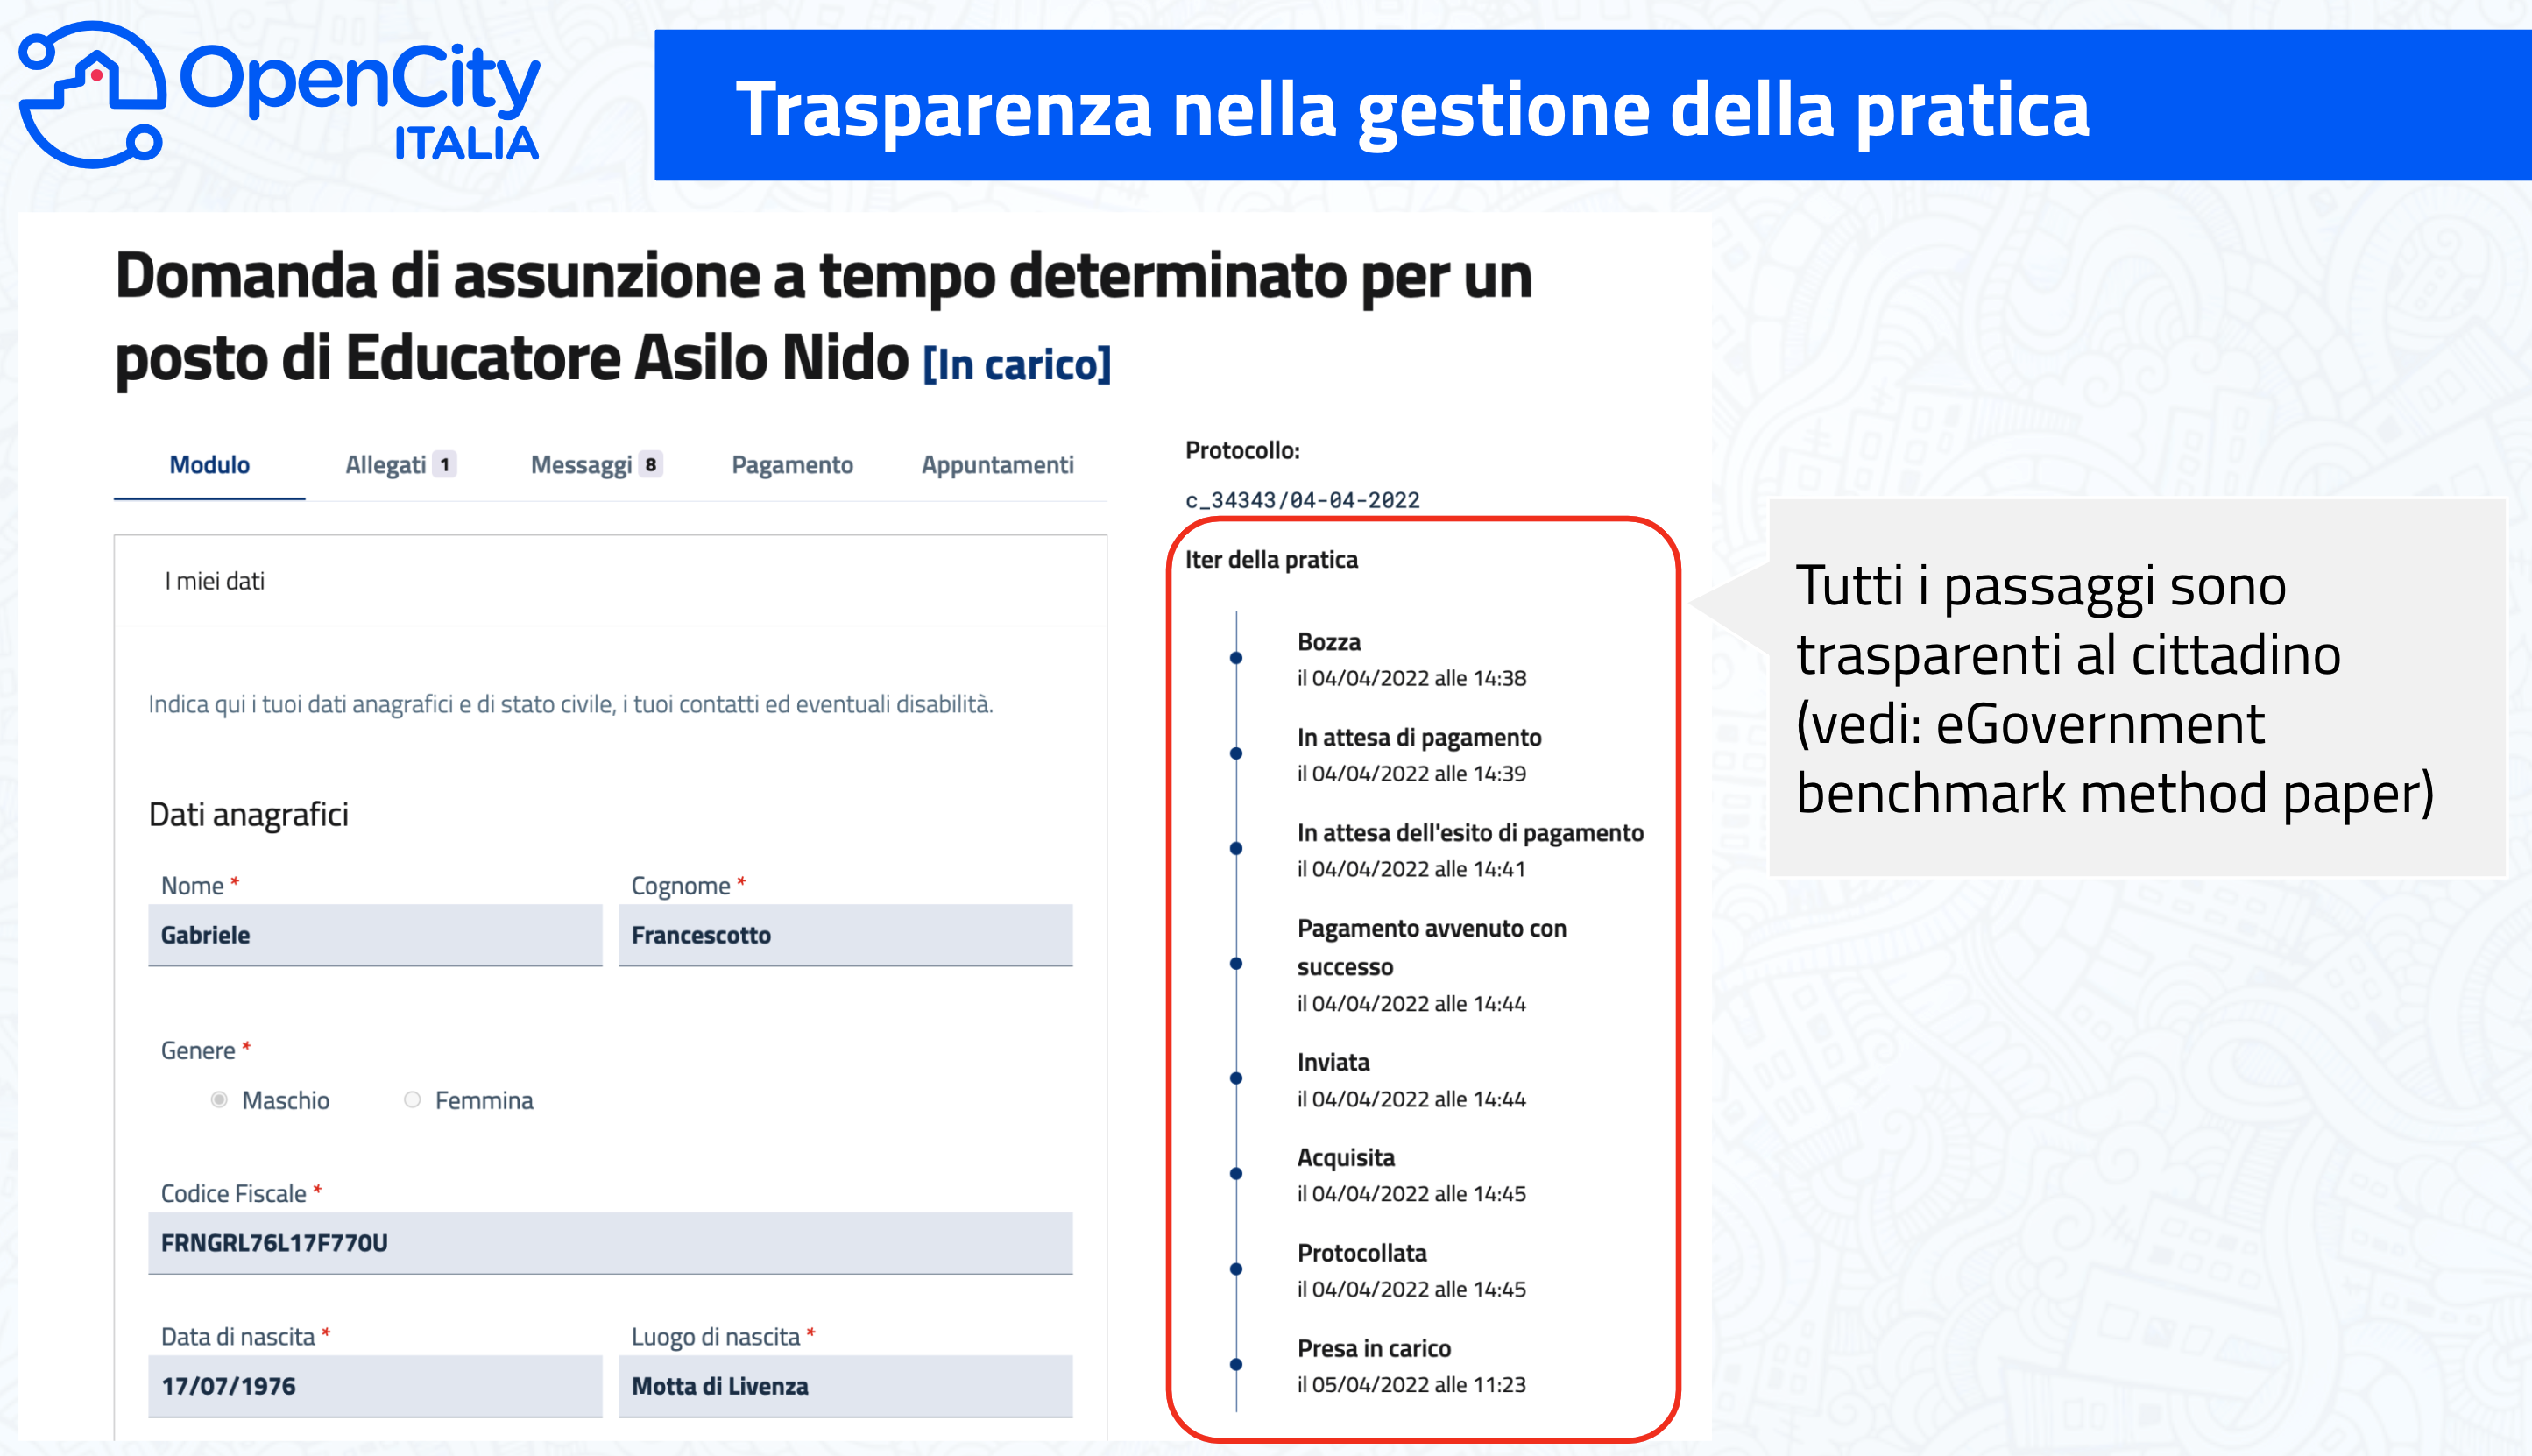 OpenCity
ITALIA
Trasparenza nella gestione della pratica
Domanda di assunzione a tempo determinato per un
posto di Educatore Asilo Nido [In carico]
Modulo
Allegati 1
Messaggi 8
Pagamento
Appuntamenti
I miei dati
Indica qui i tuoi dati anagrafici e di stato civile, i tuoi contatti ed eventuali disabilità.
Dati anagrafici
Nome *
Cognome *
Gabriele
Francescotto
Genere *
Maschio
Femmina
Codice Fiscale *
FRNGRL76L17F770U
Data di nascita *
Luogo di nascita *
17/07/1976
Motta di Livenza
Protocollo:
c_34343/04-04-2022
Iter della pratica
Bozza
il 04/04/2022 alle 14:38
In attesa di pagamento
il 04/04/2022 alle 14:39
In attesa dell'esito di pagamento
il 04/04/2022 alle 14:41
Pagamento avvenuto con
successo
il 04/04/2022 alle 14:44
Inviata
il 04/04/2022 alle 14:44
Acquisita
il 04/04/2022 alle 14:45
Protocollata
il 04/04/2022 alle 14:45
Presa in carico
il 05/04/2022 alle 11:23
Tutti i passaggi sono
trasparenti al cittadino
(vedi: eGovernment
benchmark method paper)